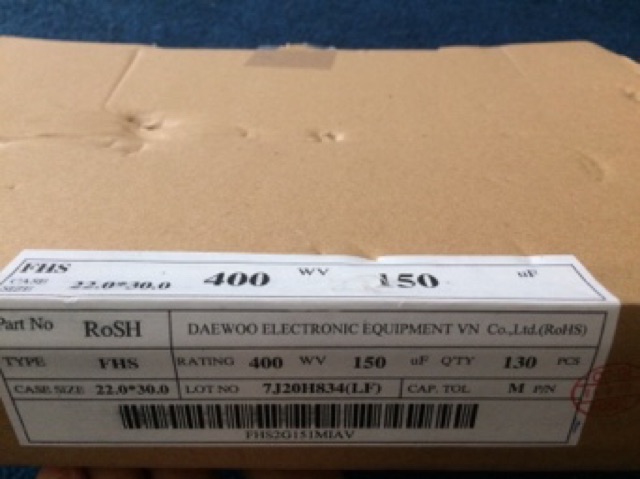 FHS 400 WV 150 uF
CASE SIZE 22.0*30.0
Part No RoSH DAEWOO ELECTRONIC EQUIPMENT VN Co.,Ltd.(RoHS)
TYPE FHS RATING 400 WV 150 uF Q'TY 130 PCS
CASE SIZE 22.0*30.0 LOT NO 7J20H834(LF) CAP. TOL M P/N
FHS2G151MIAV